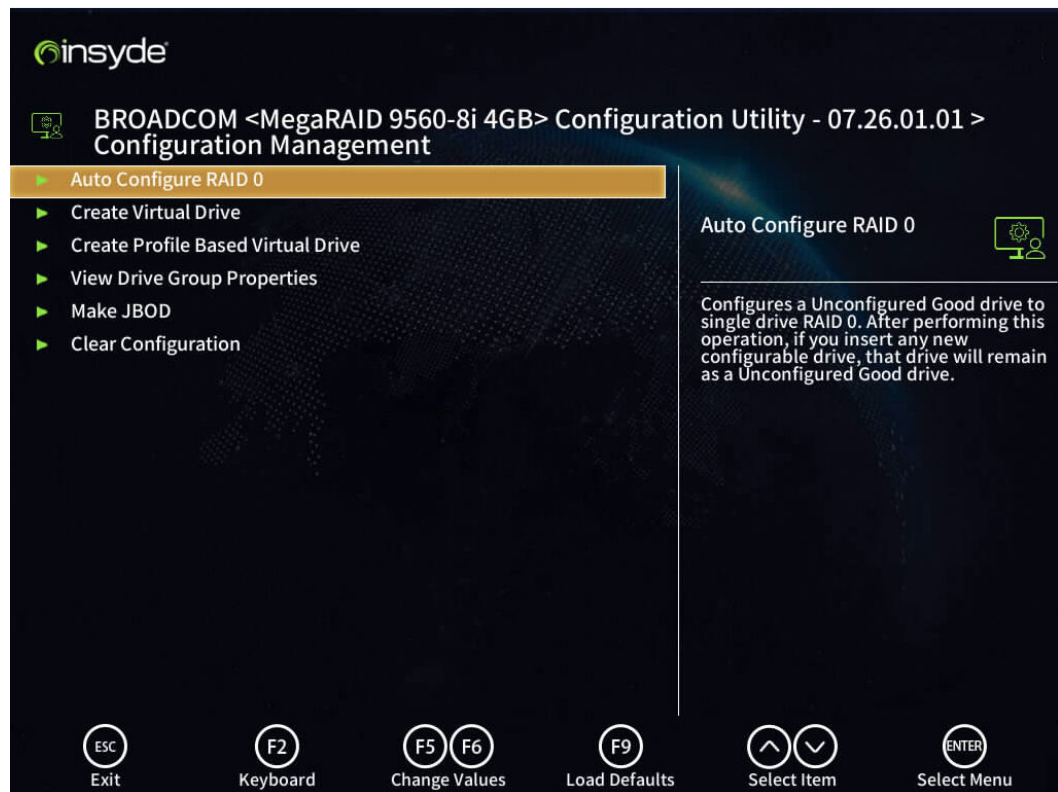 insyde
BROADCOM <MegaRAID 9560-8i 4GB> Configuration Utility - 07.26.01.01 >
Configuration Management
Auto Configure RAID 0
Create Virtual Drive
Create Profile Based Virtual Drive
View Drive Group Properties
Make JBOD
Clear Configuration
Auto Configure RAID 0
Configures a Unconfigured Good drive to
single drive RAID 0. After performing this
operation, if you insert any new
configurable drive, that drive will remain
as a Unconfigured Good drive.
ESC
Exit
F2
Keyboard
F5 F6
Change Values
F9
Load Defaults
Select Item
ENTER
Select Menu